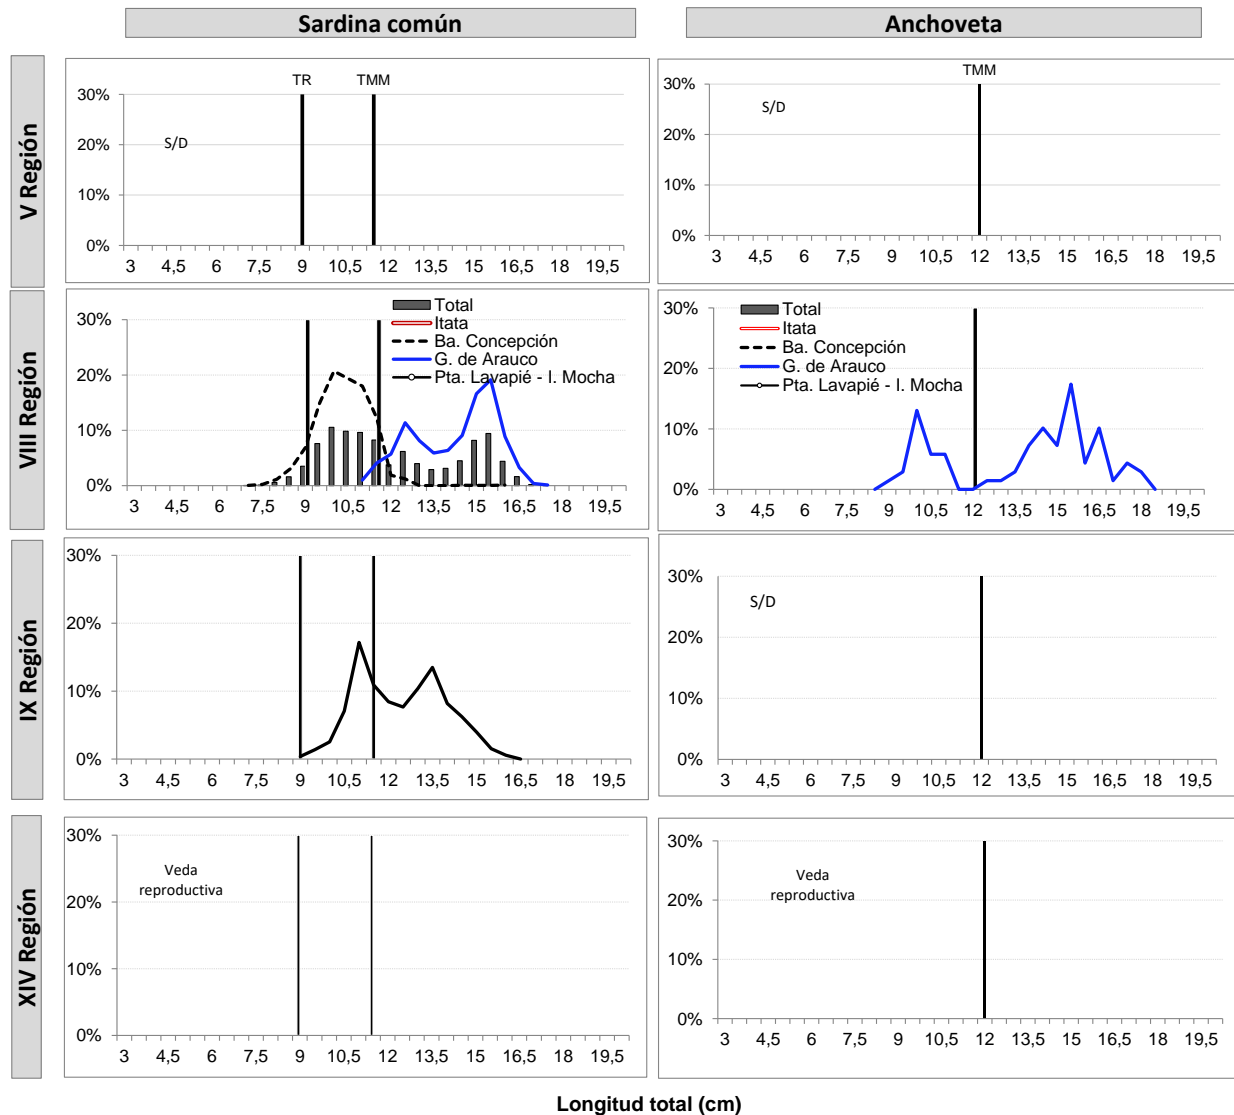 Sardina común
Anchoveta
V Región
TR TMM
30%
20%
10%
0%
S/D
3 4,5 6 7,5 9 10,5 12 13,5 15 16,5 18 19,5
TMM
30%
20%
10%
0%
S/D
3 4,5 6 7,5 9 10,5 12 13,5 15 16,5 18 19,5
VIII Región
30%
20%
10%
0%
Total
Itata
Ba. Concepción
G. de Arauco
Pta. Lavapié - I. Mocha
3 4,5 6 7,5 9 10,5 12 13,5 15 16,5 18 19,5
30%
20%
10%
0%
Total
Itata
Ba. Concepción
G. de Arauco
Pta. Lavapié - I. Mocha
3 4,5 6 7,5 9 10,5 12 13,5 15 16,5 18 19,5
IX Región
30%
20%
10%
0%
3 4,5 6 7,5 9 10,5 12 13,5 15 16,5 18 19,5
30%
20%
10%
0%
S/D
3 4,5 6 7,5 9 10,5 12 13,5 15 16,5 18 19,5
XIV Región
30%
20%
10%
0%
Veda
reproductiva
3 4,5 6 7,5 9 10,5 12 13,5 15 16,5 18 19,5
30%
20%
10%
0%
Veda
reproductiva
3 4,5 6 7,5 9 10,5 12 13,5 15 16,5 18 19,5
Longitud total (cm)